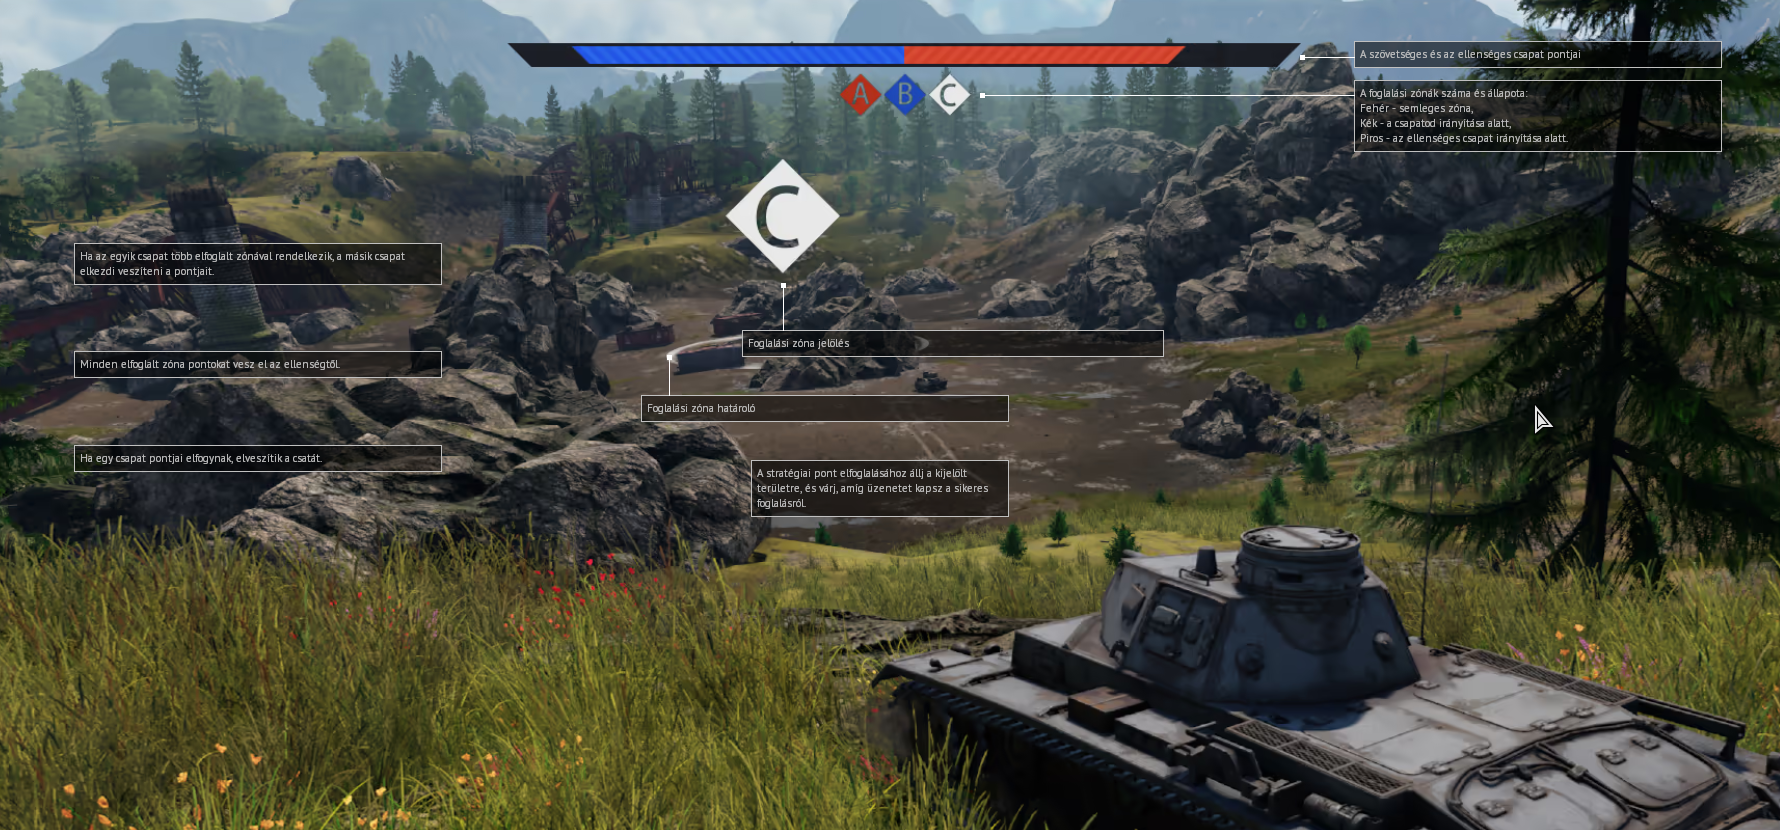 A szövetséges és az ellenséges csapat pontjai
A B C
A foglalási zónák száma és állapota:
Fehér - semleges zóna,
Kék - a csapatod irányítása alatt,
Piros - az ellenséges csapat irányítása alatt.
C
Ha az egyik csapat több elfoglalt zónával rendelkezik, a másik csapat
elkezdi veszíteni a pontjait.
Foglalási zóna jelölés
Minden elfoglalt zóna pontokat vesz el az ellenségtől.
Foglalási zóna határoló
Ha egy csapat pontjai elfogynak, elveszítik a csatát.
A stratégiai pont elfoglalásához állj a kijelölt
területre, és várj, amíg üzenetet kapsz a sikeres
foglalásról.